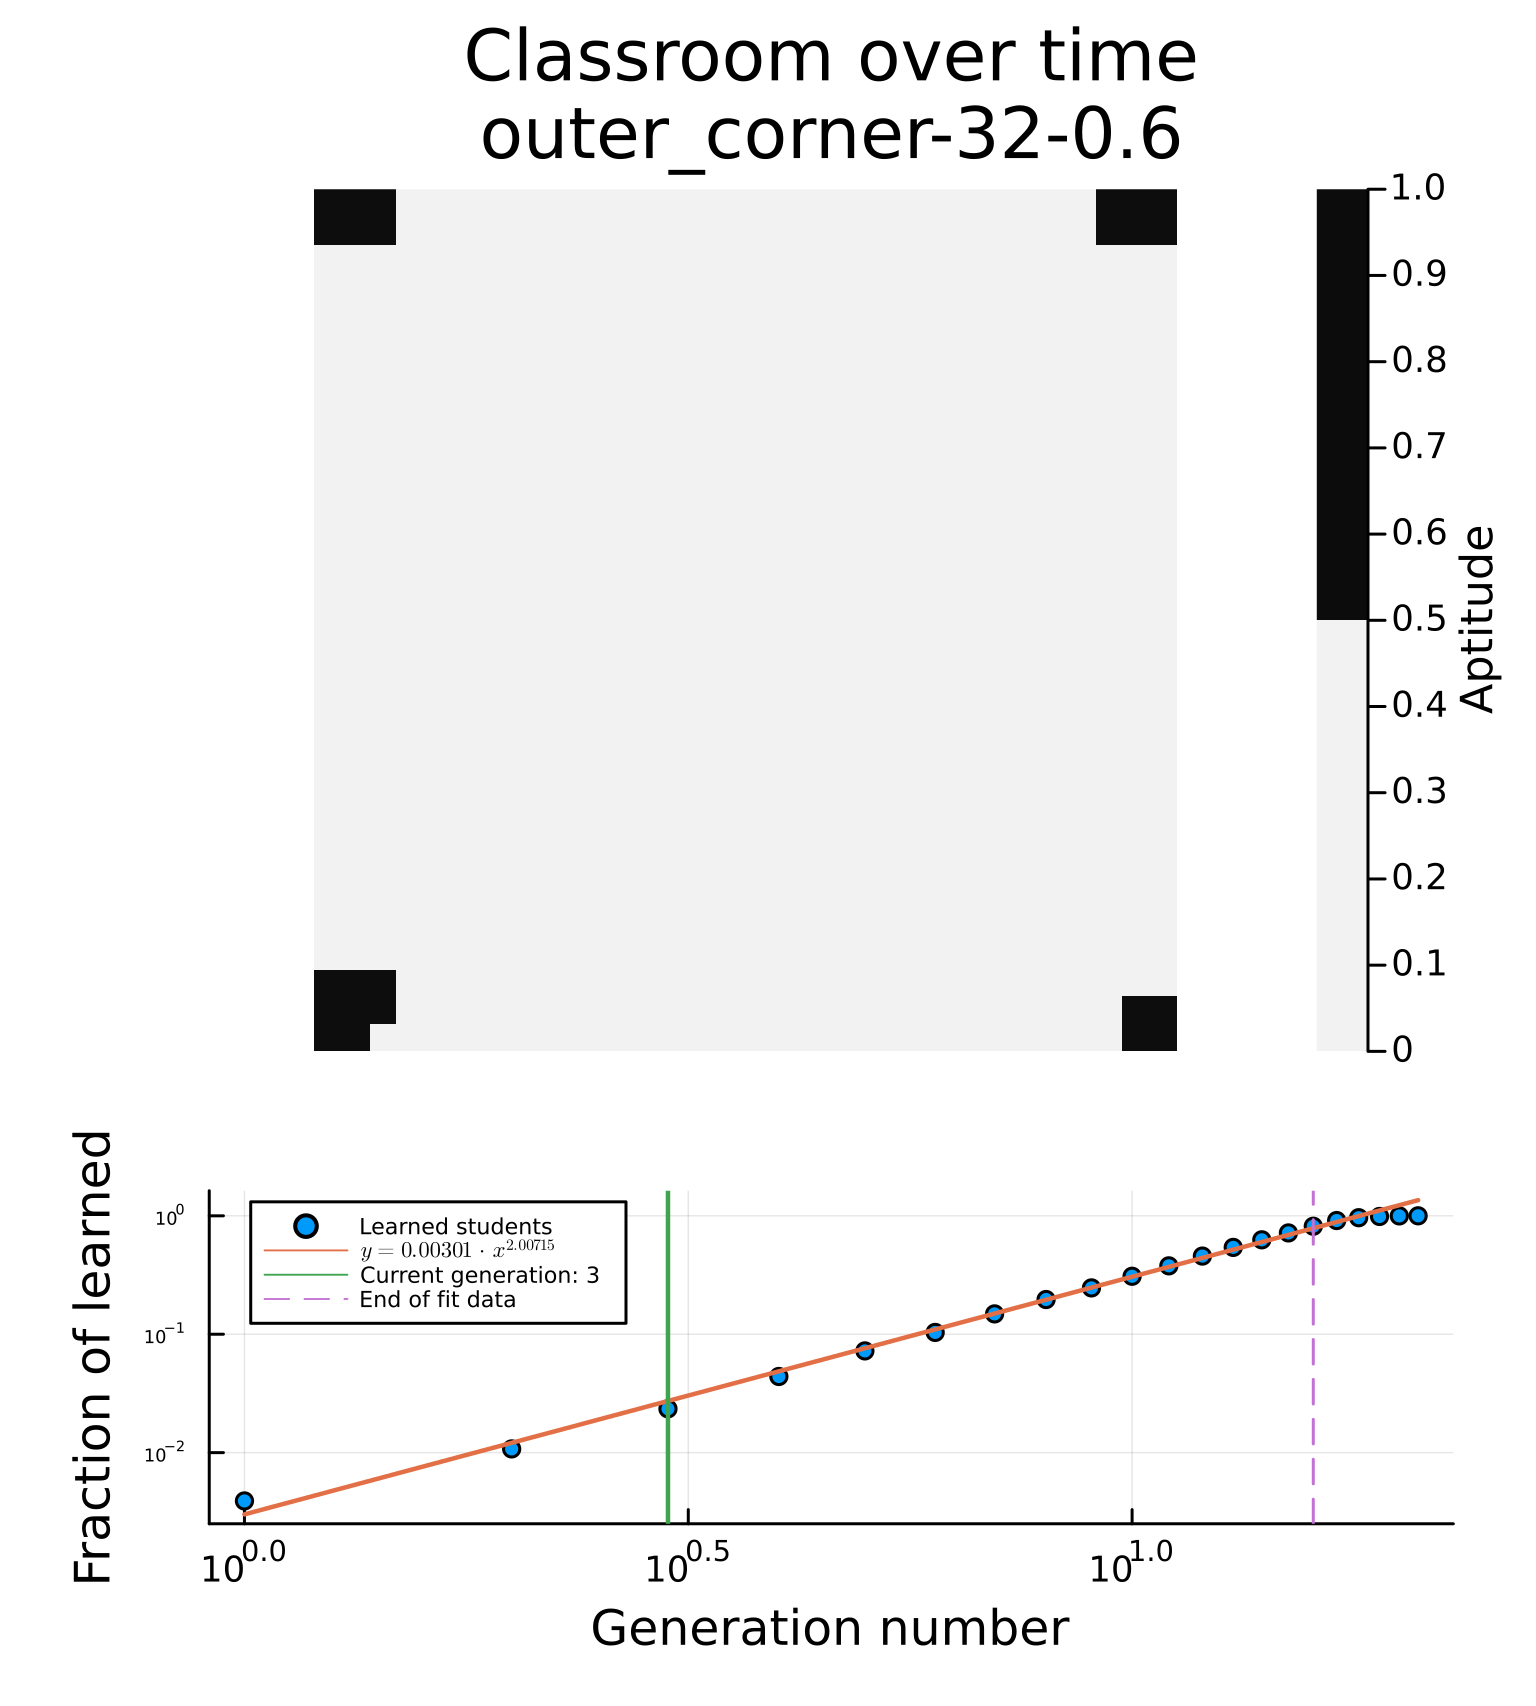 Classroom over time
outer_corner-32-0.6
1.0
0.9
0.8
0.7
0.6
0.5
0.4
0.3
0.2
0.1
0
Aptitude
Fraction of learned
10^0
10^-1
10^-2
Learned students
y = 0.00301 · x^2.00715
Current generation: 3
End of fit data
10^0.0
10^0.5
10^1.0
Generation number